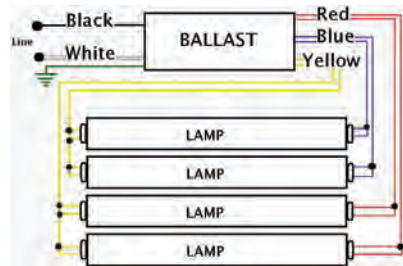 Black
Red
Line
BALLAST
Blue
White
Yellow
LAMP
LAMP
LAMP
LAMP